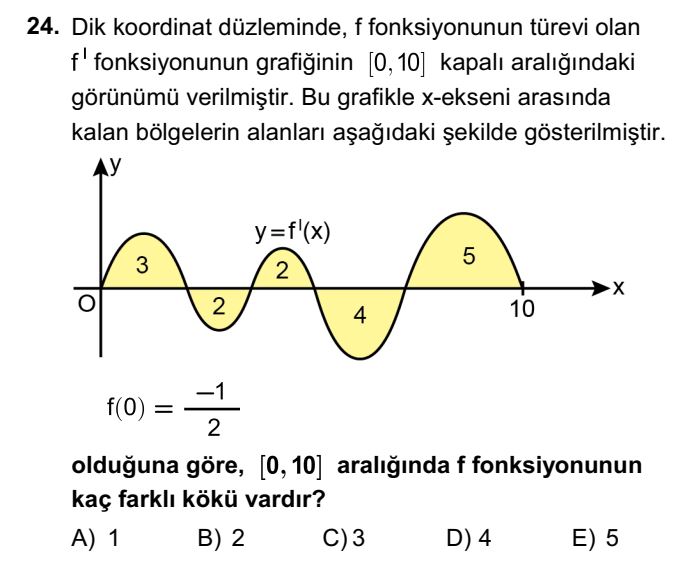 24. Dik koordinat düzleminde, f fonksiyonunun türevi olan
f' fonksiyonunun grafiğinin [0, 10] kapalı aralığındaki
görünümü verilmiştir. Bu grafikle x-ekseni arasında
kalan bölgelerin alanları aşağıdaki şekilde gösterilmiştir.
y
y=f'(x)
3
2
2
4
5
O
10
x
f(0) = -1/2
olduğuna göre, [0, 10] aralığında f fonksiyonunun
kaç farklı kökü vardır?
A) 1 B) 2 C) 3 D) 4 E) 5